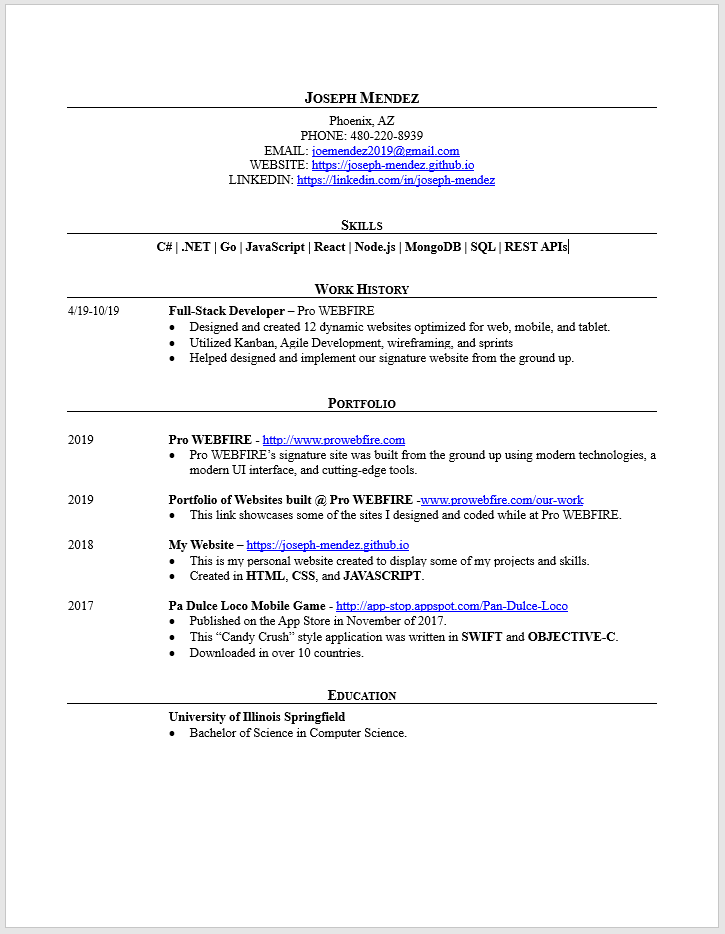 JOSEPH MENDEZ
Phoenix, AZ
PHONE: 480-220-8939
EMAIL: joemendez2019@gmail.com
WEBSITE: https://joseph-mendez.github.io
LINKEDIN: https://linkedin.com/in/joseph-mendez
SKILLS
C# | .NET | Go | JavaScript | React | Node.js | MongoDB | SQL | REST APIs
WORK HISTORY
4/19-10/19 Full-Stack Developer – Pro WEBFIRE
• Designed and created 12 dynamic websites optimized for web, mobile, and tablet.
• Utilized Kanban, Agile Development, wireframing, and sprints
• Helped designed and implement our signature website from the ground up.
PORTFOLIO
2019 Pro WEBFIRE - http://www.prowebfire.com
• Pro WEBFIRE’s signature site was built from the ground up using modern technologies, a
modern UI interface, and cutting-edge tools.
2019 Portfolio of Websites built @ Pro WEBFIRE -www.prowebfire.com/our-work
• This link showcases some of the sites I designed and coded while at Pro WEBFIRE.
2018 My Website – https://joseph-mendez.github.io
• This is my personal website created to display some of my projects and skills.
• Created in HTML, CSS, and JAVASCRIPT.
2017 Pa Dulce Loco Mobile Game - http://app-stop.appspot.com/Pan-Dulce-Loco
• Published on the App Store in November of 2017.
• This “Candy Crush” style application was written in SWIFT and OBJECTIVE-C.
• Downloaded in over 10 countries.
EDUCATION
University of Illinois Springfield
• Bachelor of Science in Computer Science.